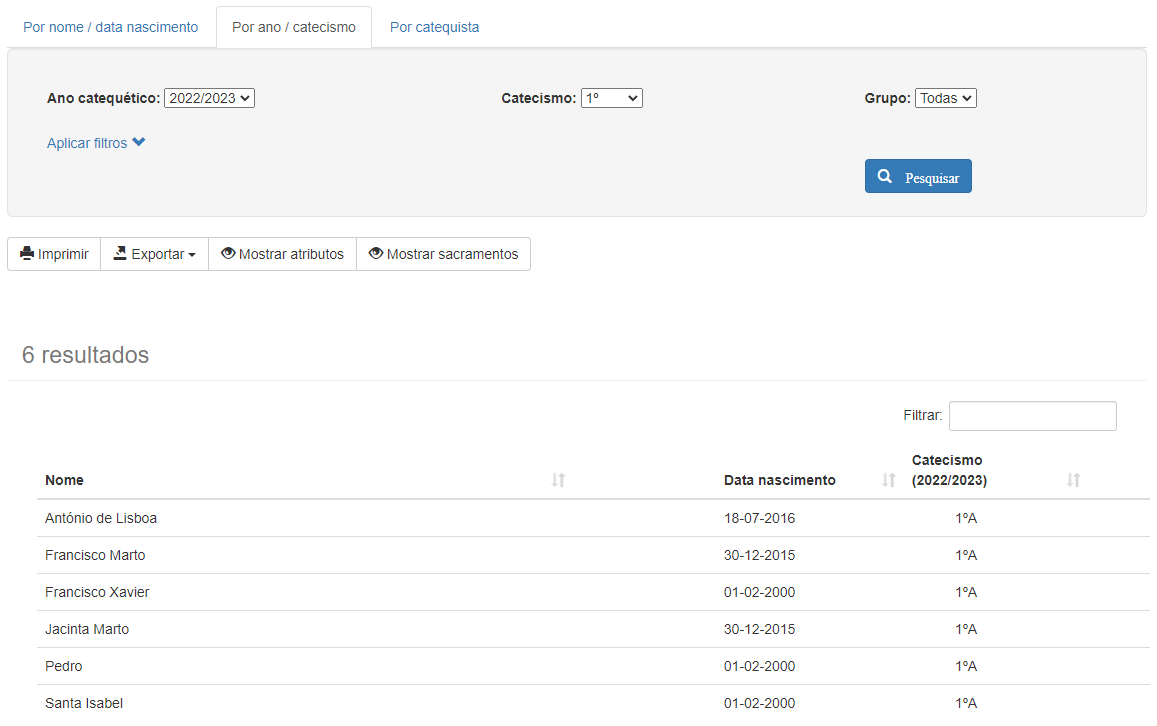 Por nome / data nascimento Por ano / catecismo Por catequista
Ano catequético: 2022/2023 Catecismo: 1º Grupo: Todas
Aplicar filtros
Pesquisar
Imprimir Exportar Mostrar atributos Mostrar sacramentos
6 resultados
Filtrar:
Nome Data nascimento Catecismo (2022/2023)
António de Lisboa 18-07-2016 1ºA
Francisco Marto 30-12-2015 1ºA
Francisco Xavier 01-02-2000 1ºA
Jacinta Marto 30-12-2015 1ºA
Pedro 01-02-2000 1ºA
Santa Isabel 01-02-2000 1ºA